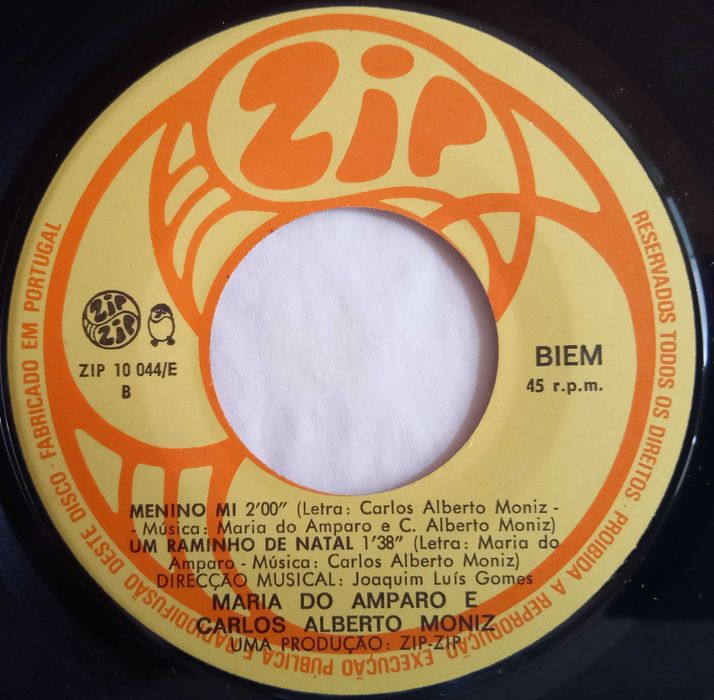 ZIP
ZIP
ZIP
ZIP 10 044/E
B
BIEM
45 r.p.m.
MENINO MI 2'00" (Letra: Carlos Alberto Moniz -
- Música: Maria do Amparo e C. Alberto Moniz)
UM RAMINHO DE NATAL 1'38" (Letra: Maria do
Amparo - Música: Carlos Alberto Moniz)
DIRECÇÃO MUSICAL: Joaquim Luís Gomes
MARIA DO AMPARO E
CARLOS ALBERTO MONIZ
UMA PRODUÇÃO: ZIP-ZIP
RESERVADOS TODOS OS DIREITOS · PROIBIDA A REPRODUÇÃO, EXECUÇÃO PÚBLICA E RADIODIFUSÃO DESTE DISCO FABRICADO EM PORTUGAL